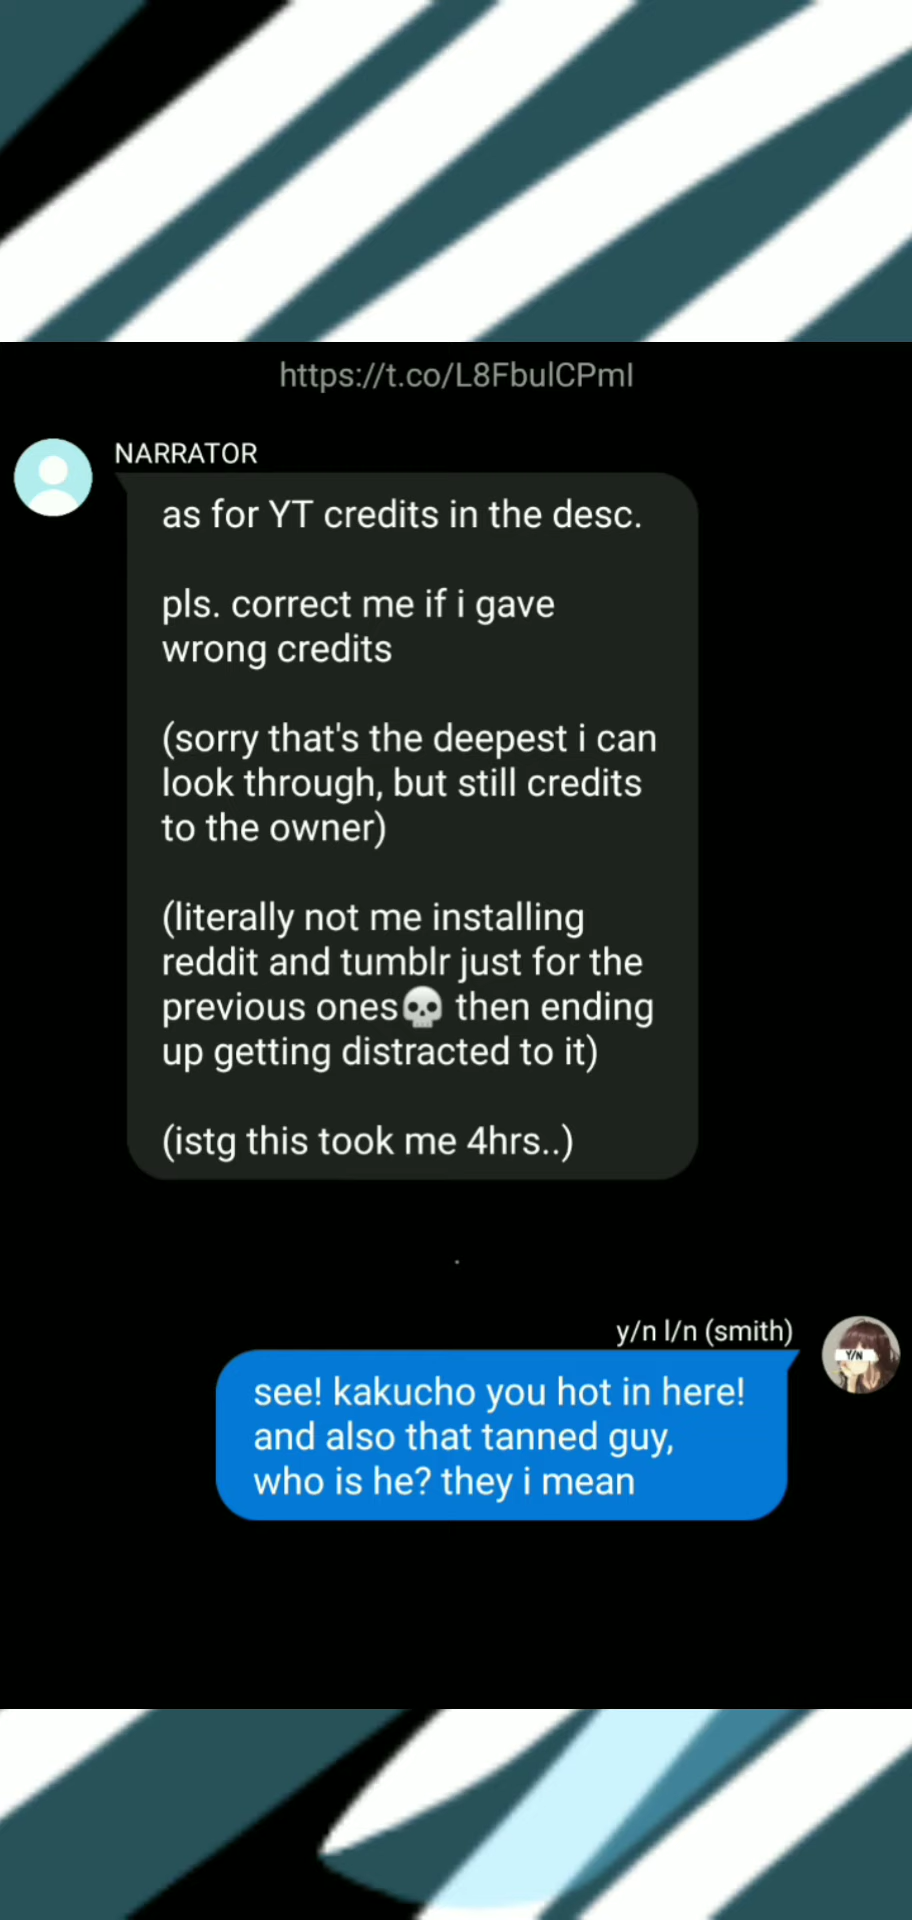 https://t.co/L8FbulCPml
NARRATOR
as for YT credits in the desc.
pls. correct me if i gave
wrong credits
(sorry that's the deepest i can
look through, but still credits
to the owner)
(literally not me installing
reddit and tumblr just for the
previous ones💀 then ending
up getting distracted to it)
(istg this took me 4hrs..)
.
y/n l/n (smith)
Y/N
see! kakucho you hot in here!
and also that tanned guy,
who is he? they i mean